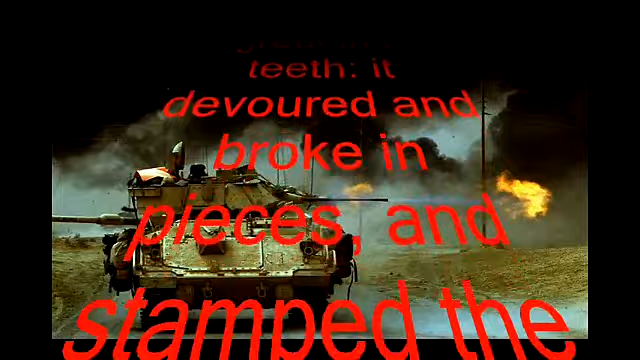 teeth: it
devoured and
broke in
pieces, and
stamped the